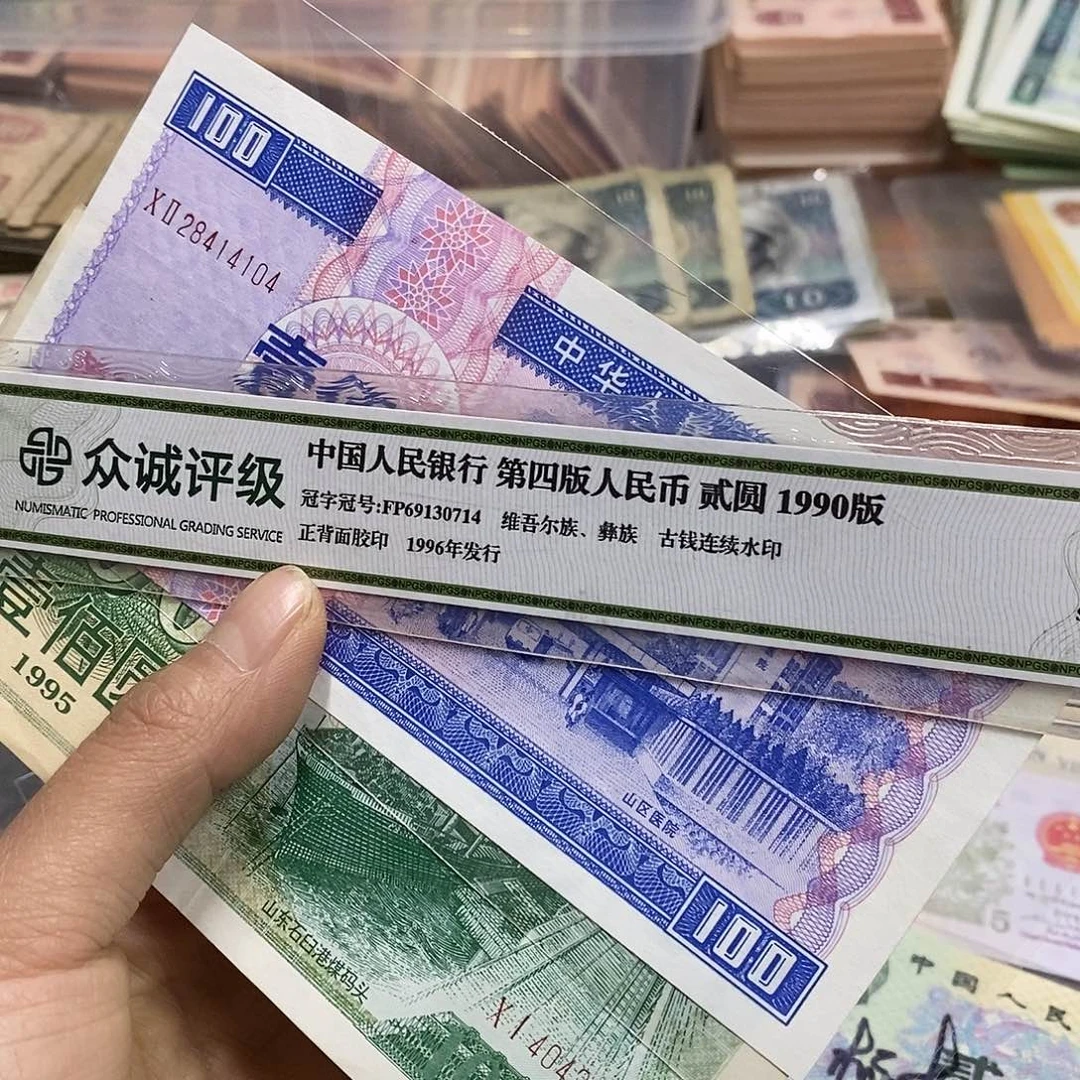 100
XII28414104
壹
中华
众诚评级
NUMISMATIC PROFESSIONAL GRADING SERVICE
中国人民银行 第四版人民币 贰圆 1990版
冠字冠号:FP69130714 维吾尔族、彝族 古钱连续水印
正背面胶印 1996年发行
壹佰圆
1995
山区医院
100
山东石臼港煤码头
XI404
10
5
中国人民